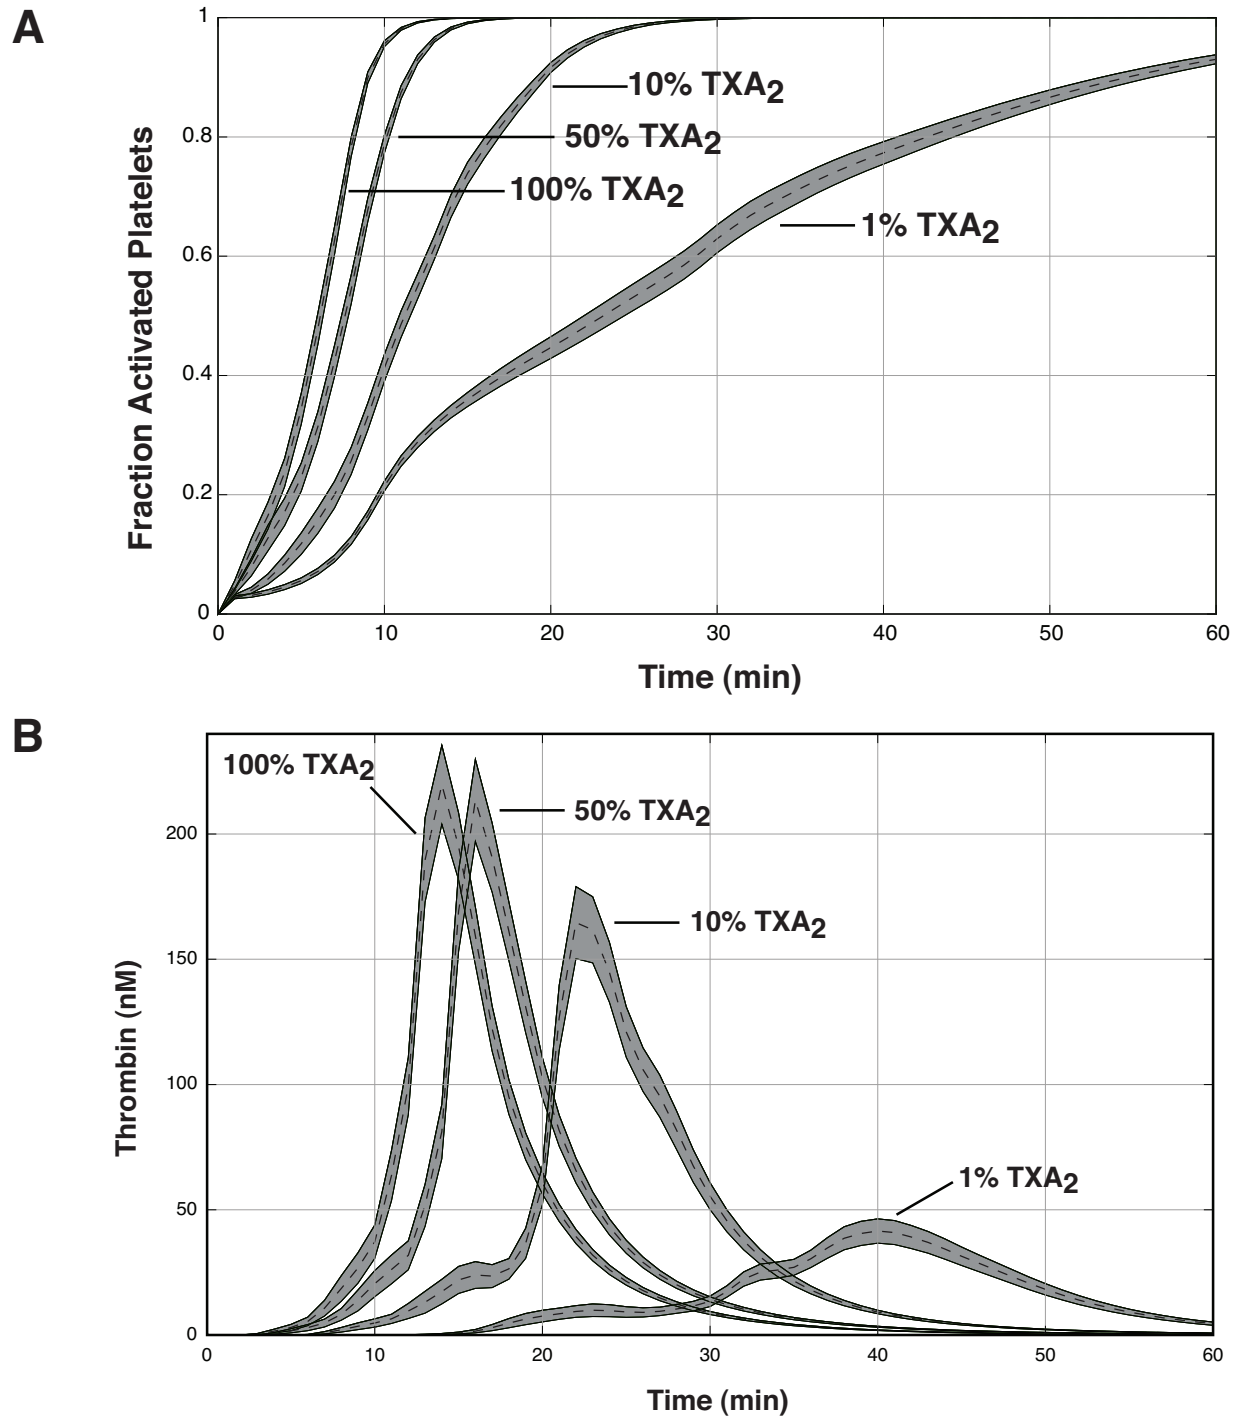 A
1
0.8
0.6
0.4
0.2
0
Fraction Activated Platelets
10% TXA2
50% TXA2
100% TXA2
1% TXA2
0 10 20 30 40 50 60
Time (min)
B
200
150
100
50
0
Thrombin (nM)
100% TXA2
50% TXA2
10% TXA2
1% TXA2
0 10 20 30 40 50 60
Time (min)